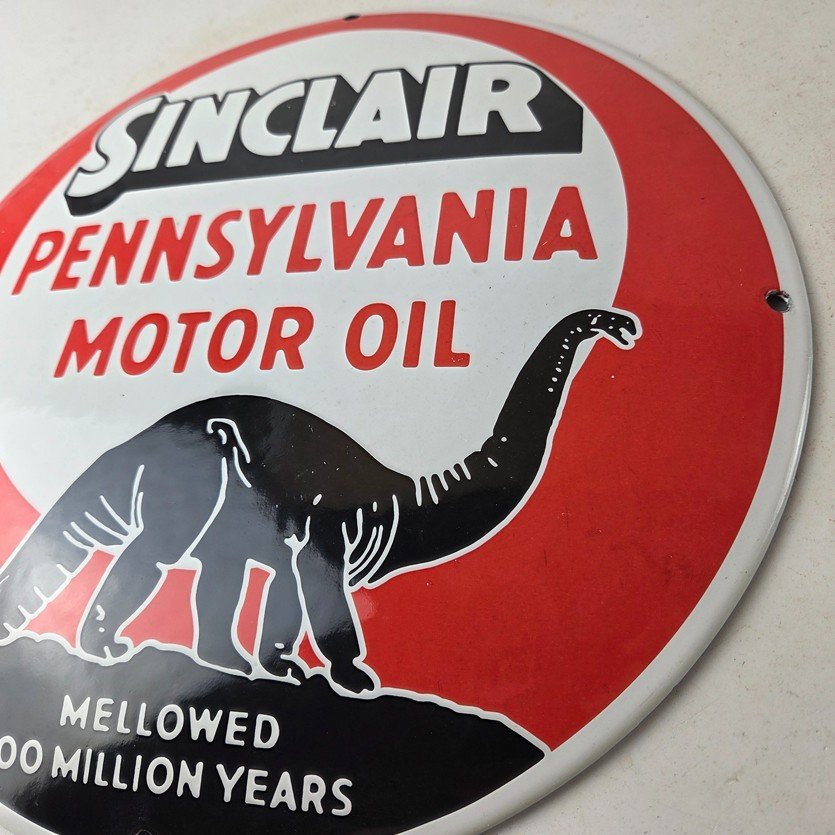 SINCLAIR
PENNSYLVANIA
MOTOR OIL
MELLOWED
00 MILLION YEARS